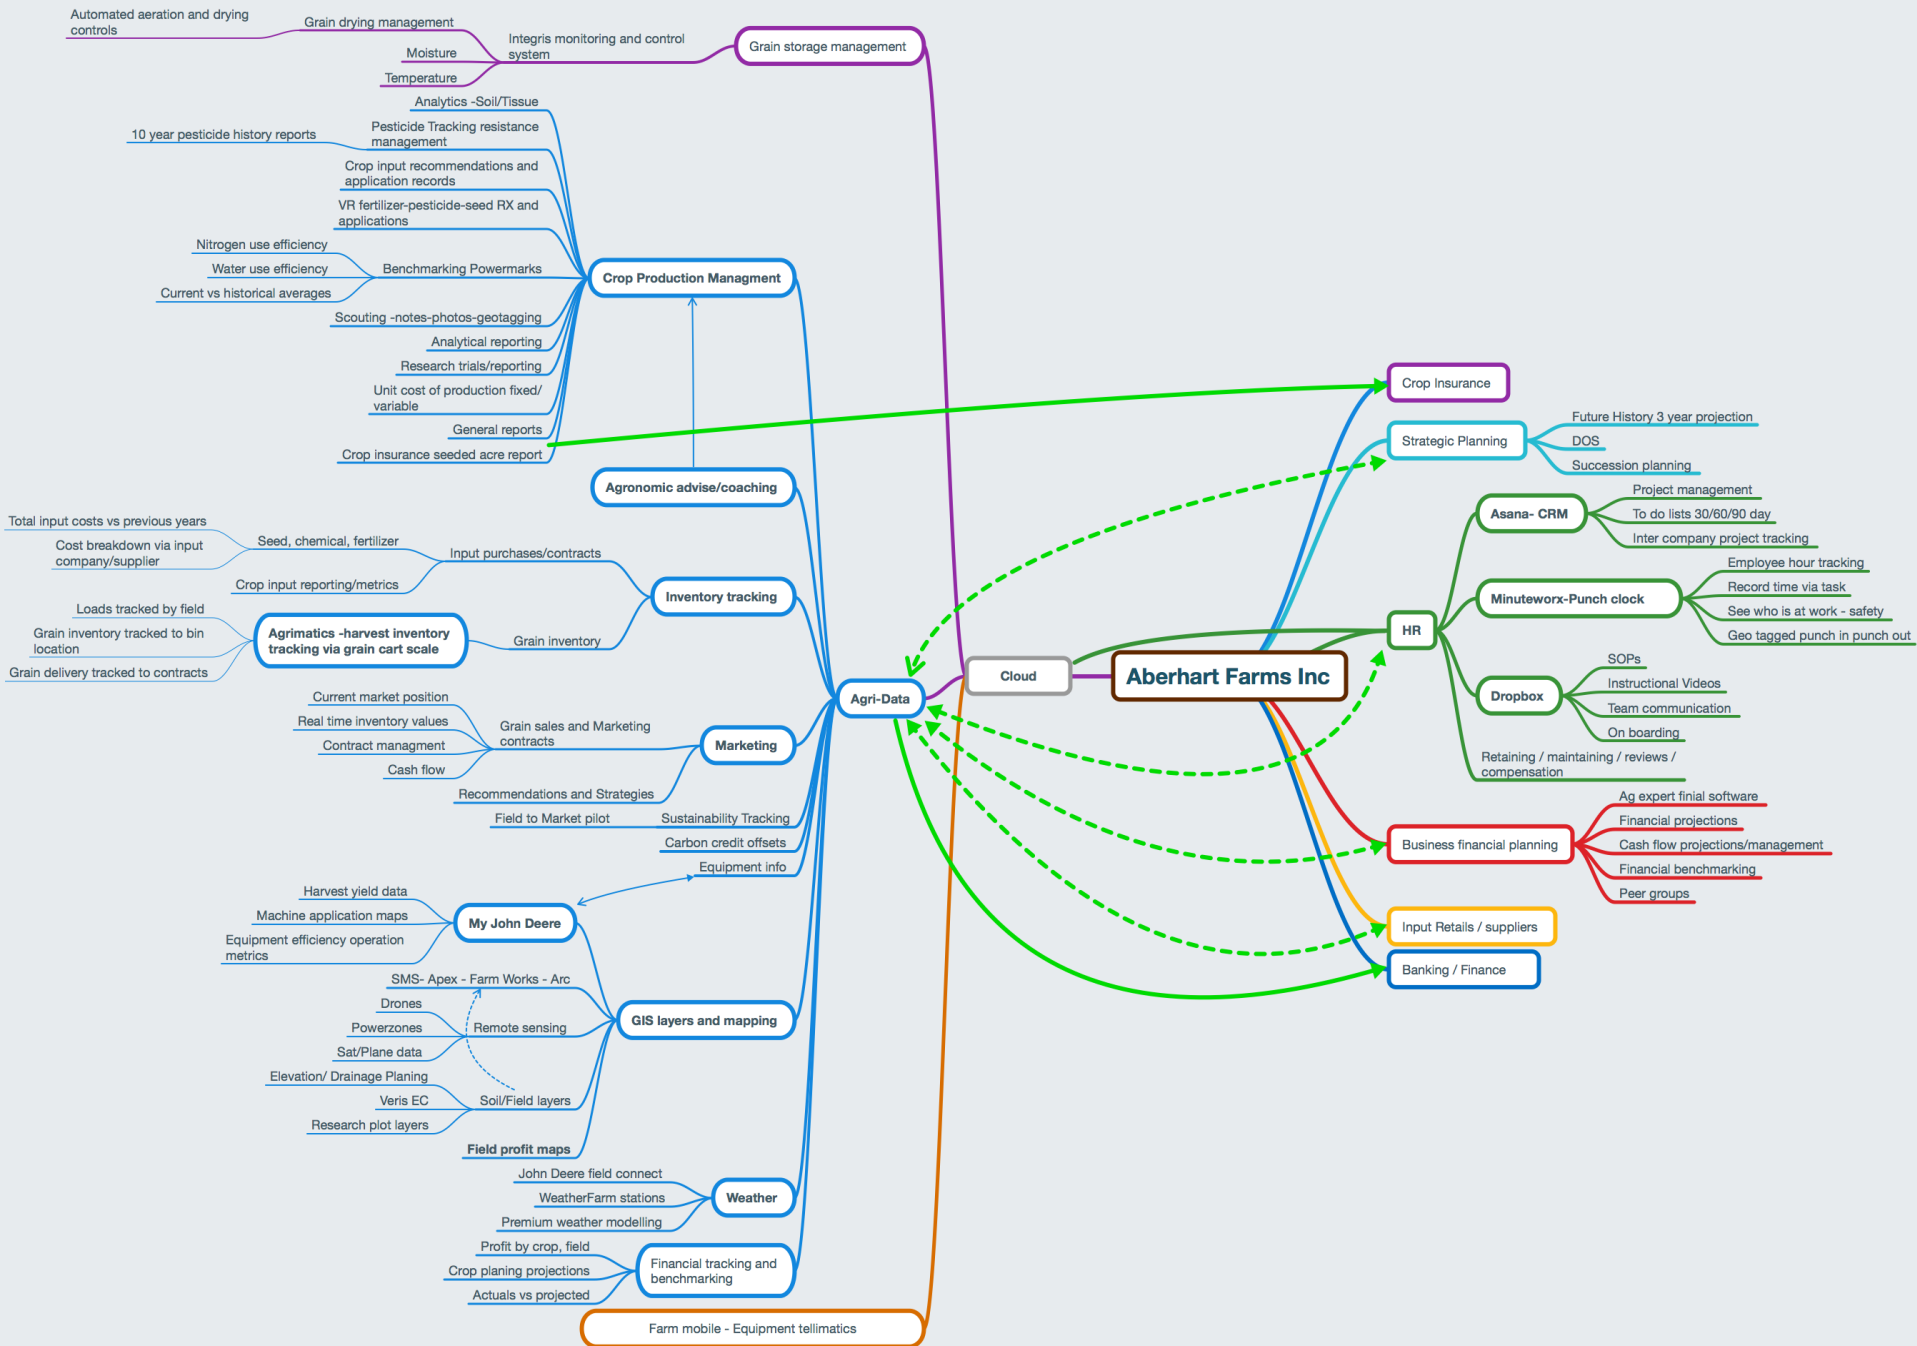 Automated aeration and drying
controls
Grain drying management
Moisture
Temperature
Integris monitoring and control
system
Grain storage management
Analytics -Soil/Tissue
10 year pesticide history reports
Pesticide Tracking resistance
management
Crop input recommendations and
application records
VR fertilizer-pesticide-seed RX and
applications
Nitrogen use efficiency
Water use efficiency
Current vs historical averages
Benchmarking Powermarks
Scouting -notes-photos-geotagging
Analytical reporting
Research trials/reporting
Unit cost of production fixed/
variable
General reports
Crop insurance seeded acre report
Crop Production Managment
Agronomic advise/coaching
Total input costs vs previous years
Cost breakdown via input
company/supplier
Seed, chemical, fertilizer
Crop input reporting/metrics
Input purchases/contracts
Inventory tracking
Loads tracked by field
Grain inventory tracked to bin
location
Grain delivery tracked to contracts
Agrimatics -harvest inventory
tracking via grain cart scale
Grain inventory
Current market position
Real time inventory values
Contract managment
Cash flow
Grain sales and Marketing
contracts
Recommendations and Strategies
Marketing
Field to Market pilot
Sustainability Tracking
Carbon credit offsets
Equipment info
Harvest yield data
Machine application maps
Equipment efficiency operation
metrics
My John Deere
SMS- Apex - Farm Works - Arc
Drones
Powerzones
Sat/Plane data
Remote sensing
Elevation/ Drainage Planing
Veris EC
Research plot layers
Soil/Field layers
Field profit maps
GIS layers and mapping
John Deere field connect
WeatherFarm stations
Premium weather modelling
Weather
Profit by crop, field
Crop planing projections
Actuals vs projected
Financial tracking and
benchmarking
Farm mobile - Equipment tellimatics
Agri-Data
Cloud
Aberhart Farms Inc
Crop Insurance
Strategic Planning
Future History 3 year projection
DOS
Succession planning
HR
Asana- CRM
Project management
To do lists 30/60/90 day
Inter company project tracking
Minuteworx-Punch clock
Employee hour tracking
Record time via task
See who is at work - safety
Geo tagged punch in punch out
Dropbox
SOPs
Instructional Videos
Team communication
On boarding
Retaining / maintaining / reviews /
compensation
Business financial planning
Ag expert finial software
Financial projections
Cash flow projections/management
Financial benchmarking
Peer groups
Input Retails / suppliers
Banking / Finance